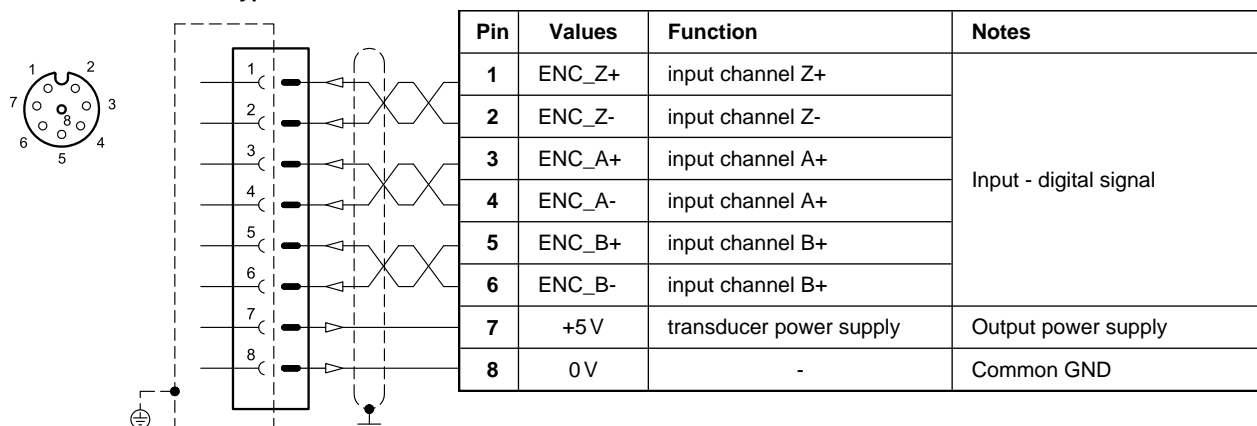 Pin Values Function Notes
1 ENC_Z+ input channel Z+
2 ENC_Z- input channel Z-
3 ENC_A+ input channel A+
4 ENC_A- input channel A+
5 ENC_B+ input channel B+
6 ENC_B- input channel B+
Input - digital signal
7 +5 V transducer power supply Output power supply
8 0 V - Common GND
1 2
7 8 3
6 4
5
1
2
3
4
5
6
7
8